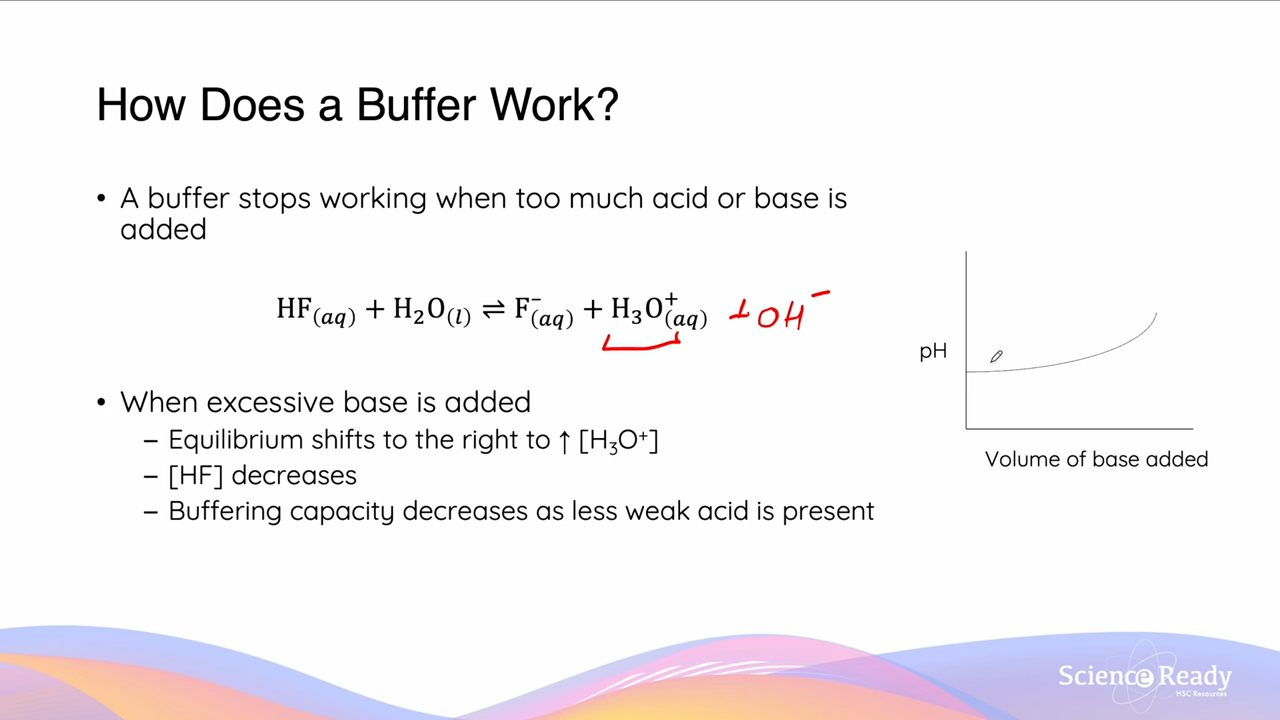 How Does a Buffer Work?
• A buffer stops working when too much acid or base is
added
HF(aq) + H₂O(l) ⇌ F⁻(aq) + H₃O⁺(aq) + OH⁻
• When excessive base is added
– Equilibrium shifts to the right to ↑ [H₃O⁺]
– [HF] decreases
– Buffering capacity decreases as less weak acid is present
pH
Volume of base added
Science Ready
HSC Resources